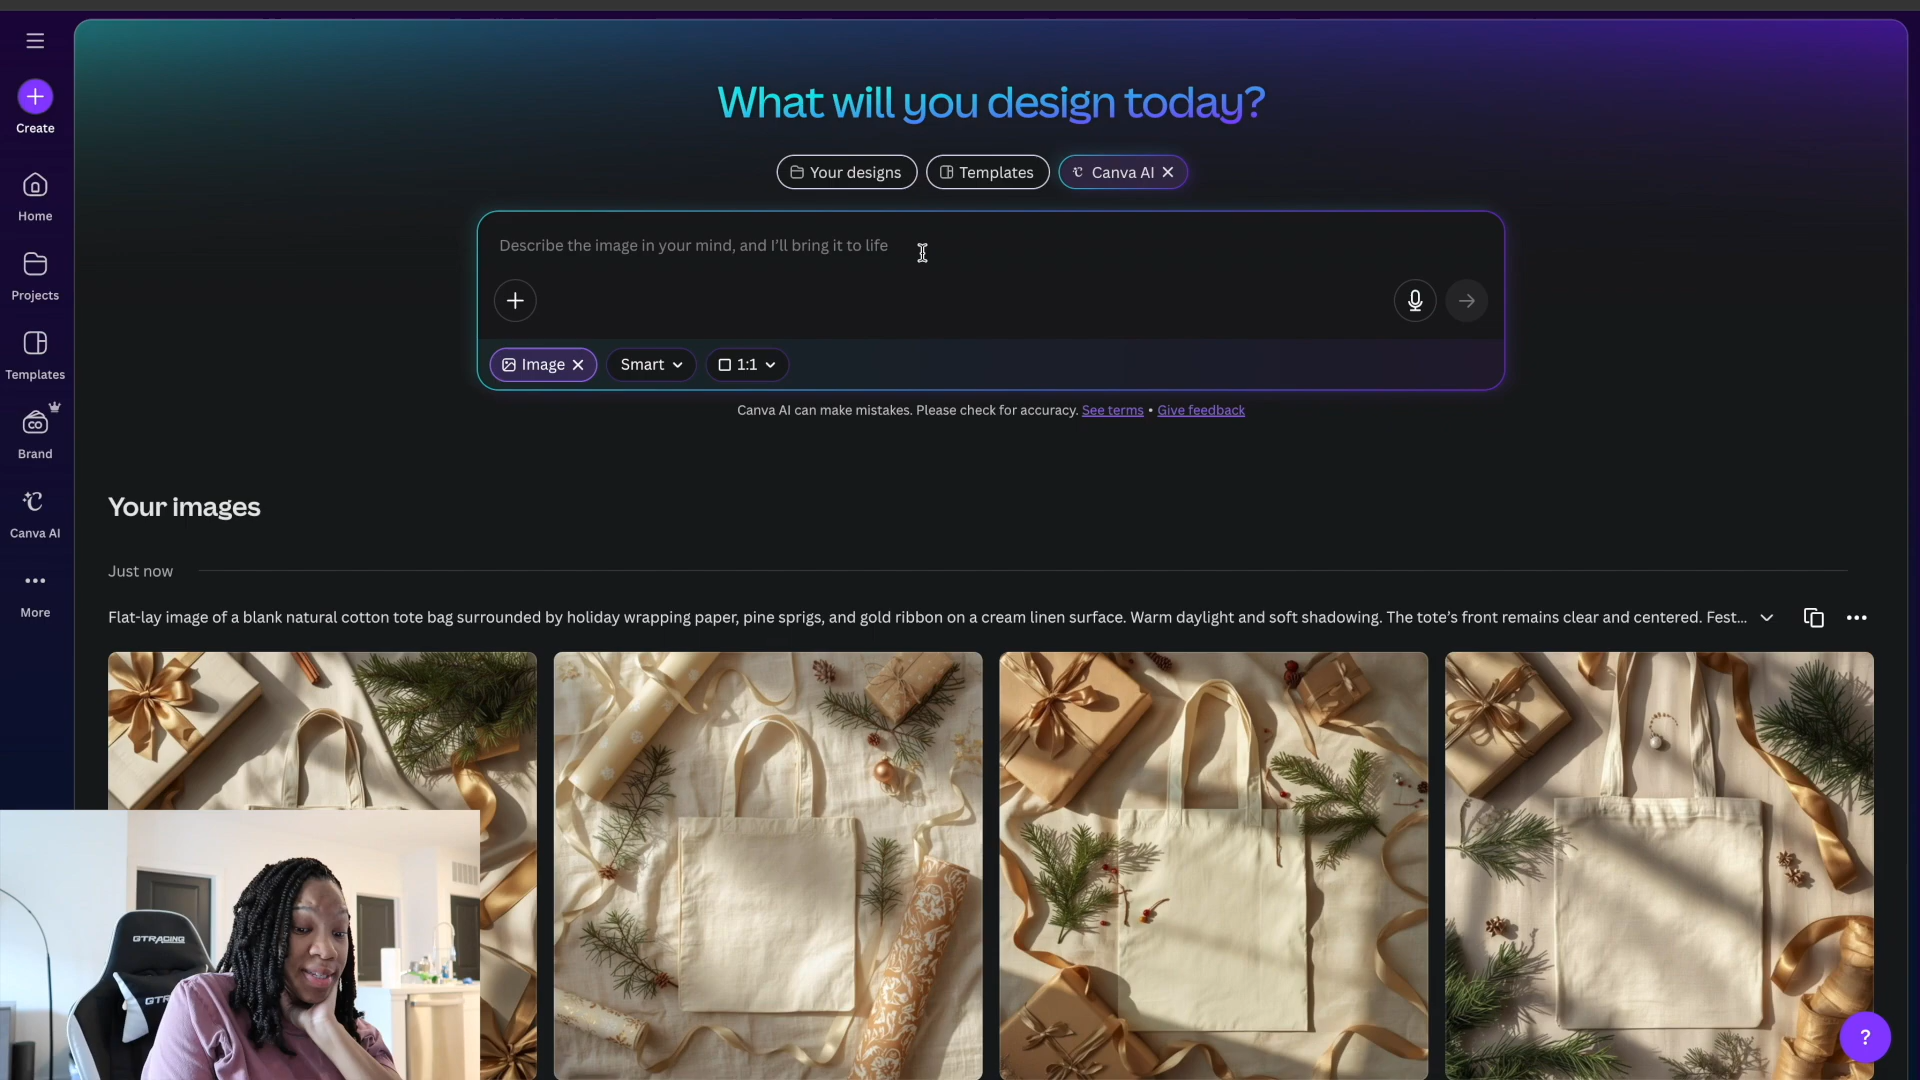 What will you design today?
Create
Your designs
Templates
Canva AI
Home
Describe the image in your mind, and I'll bring it to life
Projects
Image
Smart
1:1
Templates
Canva AI can make mistakes. Please check for accuracy. See terms • Give feedback
CO
Brand
Your images
Canva AI
Just now
More
Flat-lay image of a blank natural cotton tote bag surrounded by holiday wrapping paper, pine sprigs, and gold ribbon on a cream linen surface. Warm daylight and soft shadowing. The tote’s front remains clear and centered. Fest...
GTRACING
GTR
?